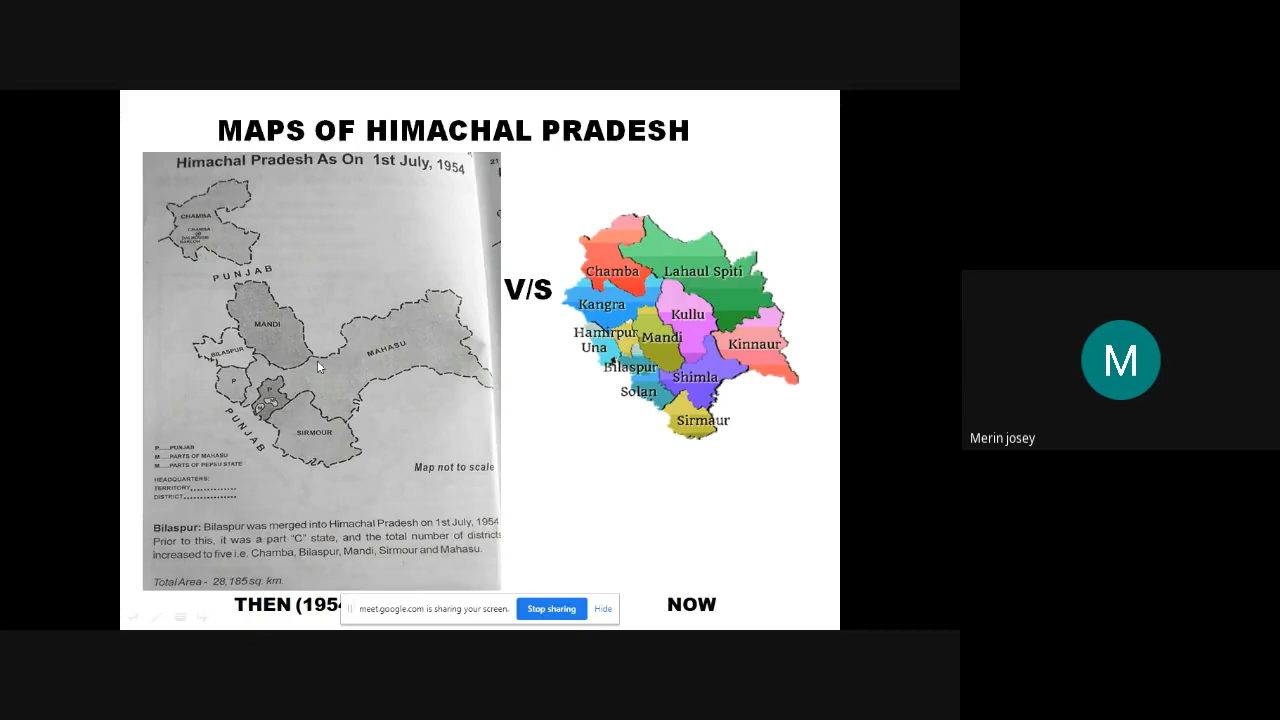 MAPS OF HIMACHAL PRADESH
Himachal Pradesh As On 1st July, 1954
21
CHAMBA
CHAMBA
PUNJAB
MANDI
BILASPUR
MAHASU
P
P
PUNJAB
SIRMOUR
P.....PUNJAB
M.....PARTS OF MAHASU
M.....PARTS OF PEPSU STATE
Map not to scale
HEADQUARTERS:
TERRITORY..............
DISTRICT................
Bilaspur: Bilaspur was merged into Himachal Pradesh on 1st July, 1954
Prior to this, it was a part "C" state, and the total number of districts
increased to five i.e. Chamba, Bilaspur, Mandi, Sirmour and Mahasu.
Total Area - 28,185 sq. km.
V/S
Chamba
Lahaul Spiti
Kangra
Kullu
Hamirpur
Mandi
Kinnaur
Una
Bilaspur
Shimla
Solan
Sirmaur
THEN (1954
NOW
meet.google.com is sharing your screen.
Stop sharing
Hide
M
Merin josey